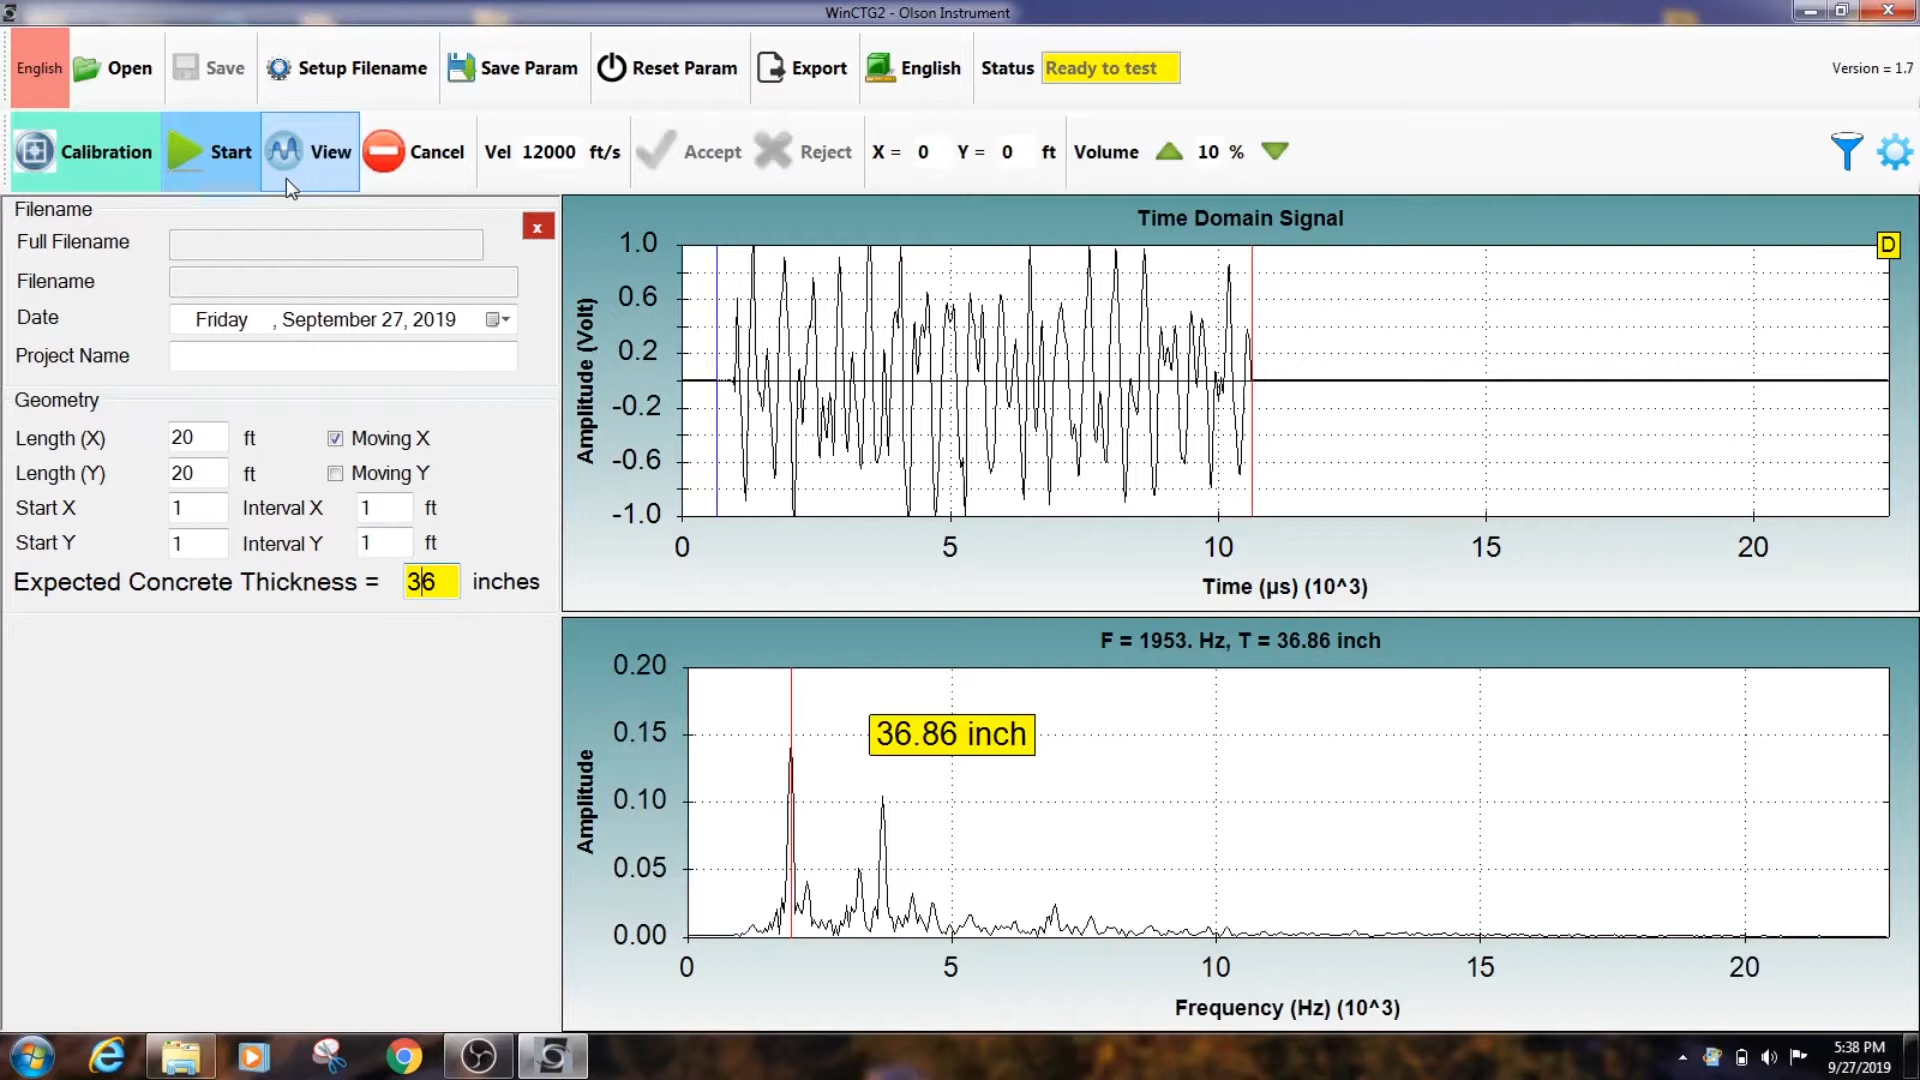 WinCTG2 - Olson Instrument
English Open Save Setup Filename Save Param Reset Param Export English Status Ready to test Version = 1.7
Calibration Start View Cancel Vel 12000 ft/s Accept Reject X = 0 Y = 0 ft Volume 10 %
Filename
x
Full Filename
Filename
Date Friday , September 27, 2019
Project Name
Geometry
Length (X) 20 ft Moving X
Length (Y) 20 ft Moving Y
Start X 1 Interval X 1 ft
Start Y 1 Interval Y 1 ft
Expected Concrete Thickness = 36 inches
Time Domain Signal
D
Amplitude (Volt)
1.0
0.6
0.2
-0.2
-0.6
-1.0
0 5 10 15 20
Time (µs) (10^3)
F = 1953. Hz, T = 36.86 inch
36.86 inch
Amplitude
0.20
0.15
0.10
0.05
0.00
0 5 10 15 20
Frequency (Hz) (10^3)
5:38 PM
9/27/2019